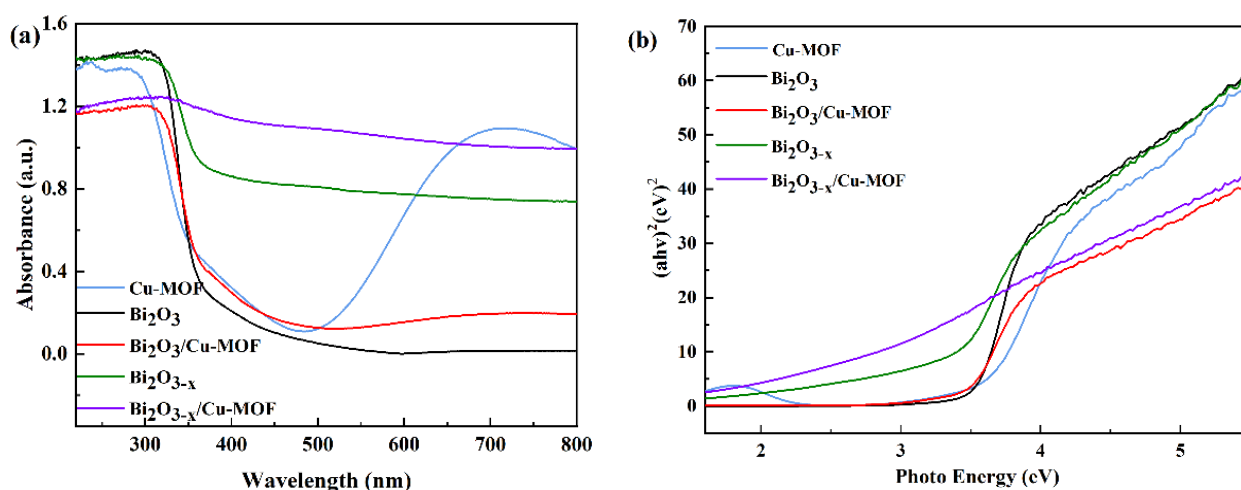 (a)
1.6
1.2
0.8
0.4
0.0
Absorbance (a.u.)
Cu-MOF
Bi₂O₃
Bi₂O₃/Cu-MOF
Bi₂O₃₋ₓ
Bi₂O₃₋ₓ/Cu-MOF
300 400 500 600 700 800
Wavelength (nm)
(b)
70
60
50
40
30
20
10
0
(ahv)² (eV)²
Cu-MOF
Bi₂O₃
Bi₂O₃/Cu-MOF
Bi₂O₃₋ₓ
Bi₂O₃₋ₓ/Cu-MOF
2 3 4 5
Photo Energy (eV)